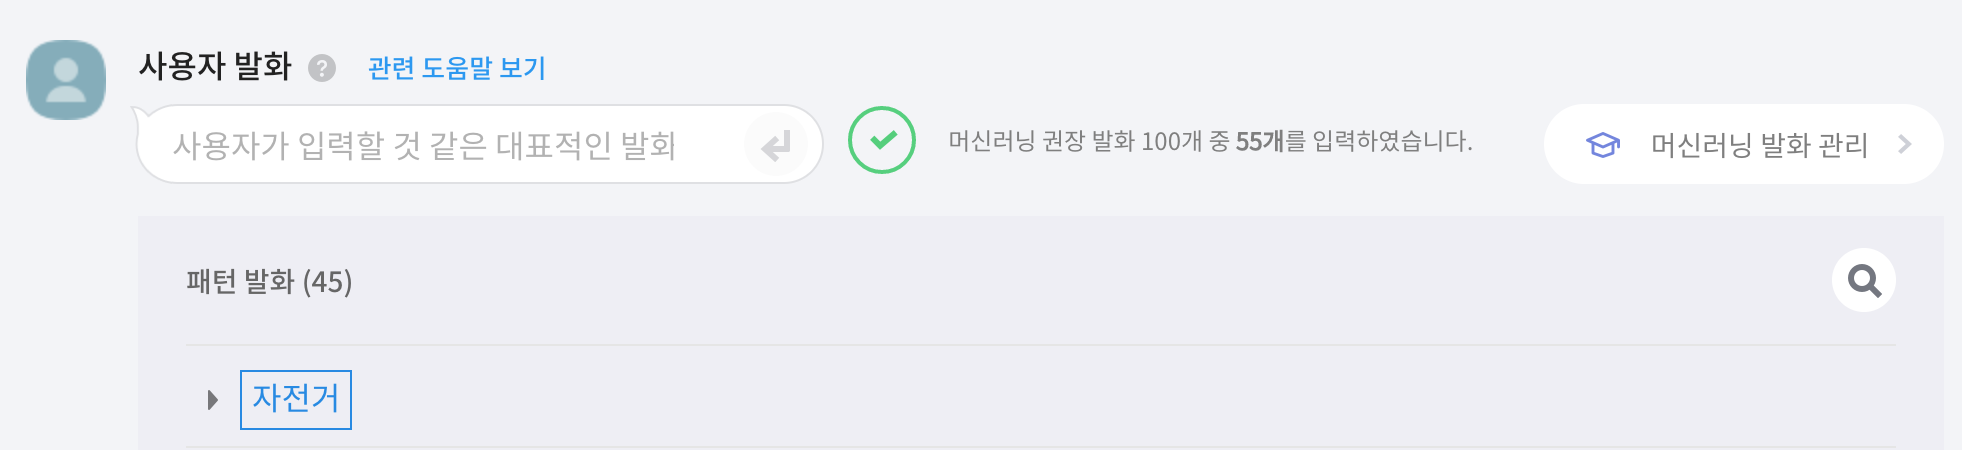 사용자 발화 ? 관련 도움말 보기
사용자가 입력할 것 같은 대표적인 발화
머신러닝 권장 발화 100개 중 55개를 입력하였습니다.
머신러닝 발화 관리
패턴 발화 (45)
자전거